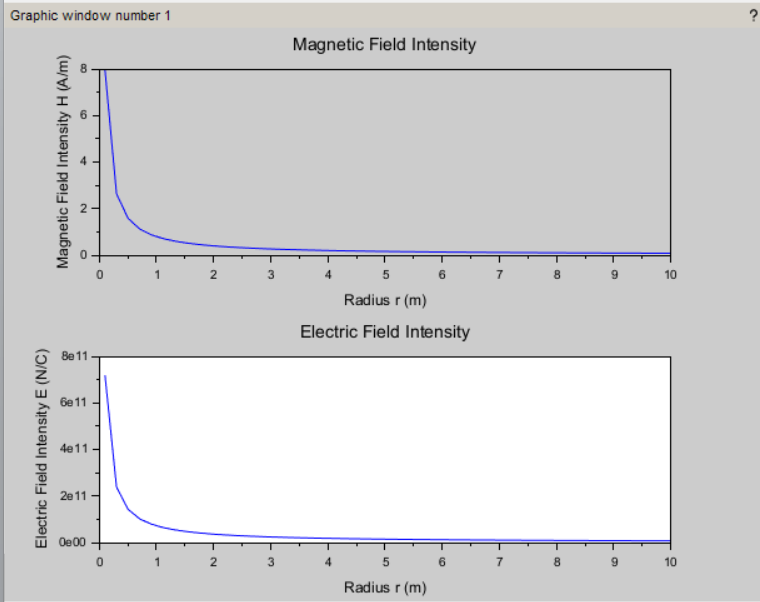 Graphic window number 1 ?
Magnetic Field Intensity
Magnetic Field Intensity H (A/m)
8
6
4
2
0
0 1 2 3 4 5 6 7 8 9 10
Radius r (m)
Electric Field Intensity
Electric Field Intensity E (N/C)
8e11
6e11
4e11
2e11
0e00
0 1 2 3 4 5 6 7 8 9 10
Radius r (m)